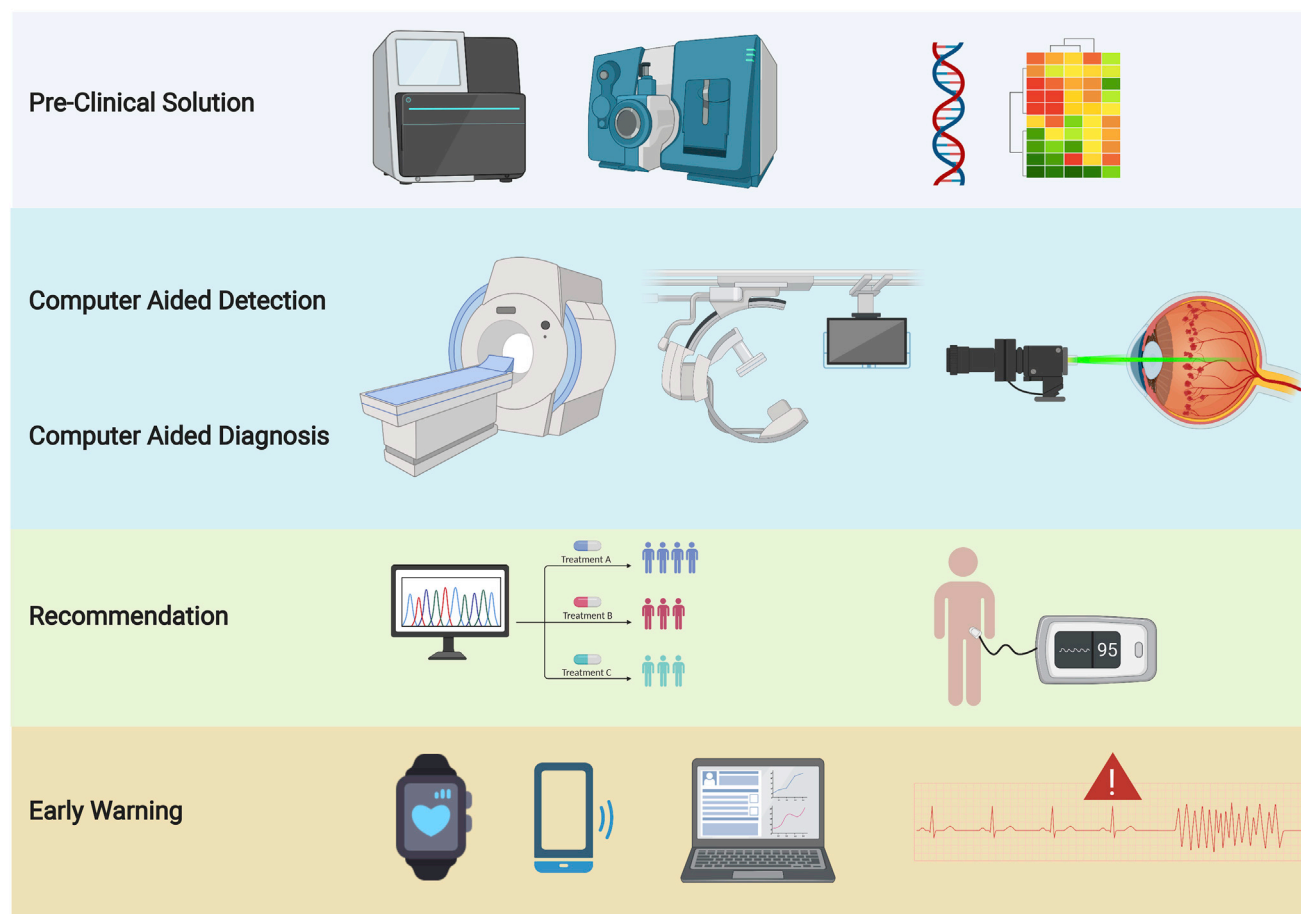 Pre-Clinical Solution
Computer Aided Detection
Computer Aided Diagnosis
Treatment A
Treatment B
Recommendation
95
Treatment C
Early Warning
!